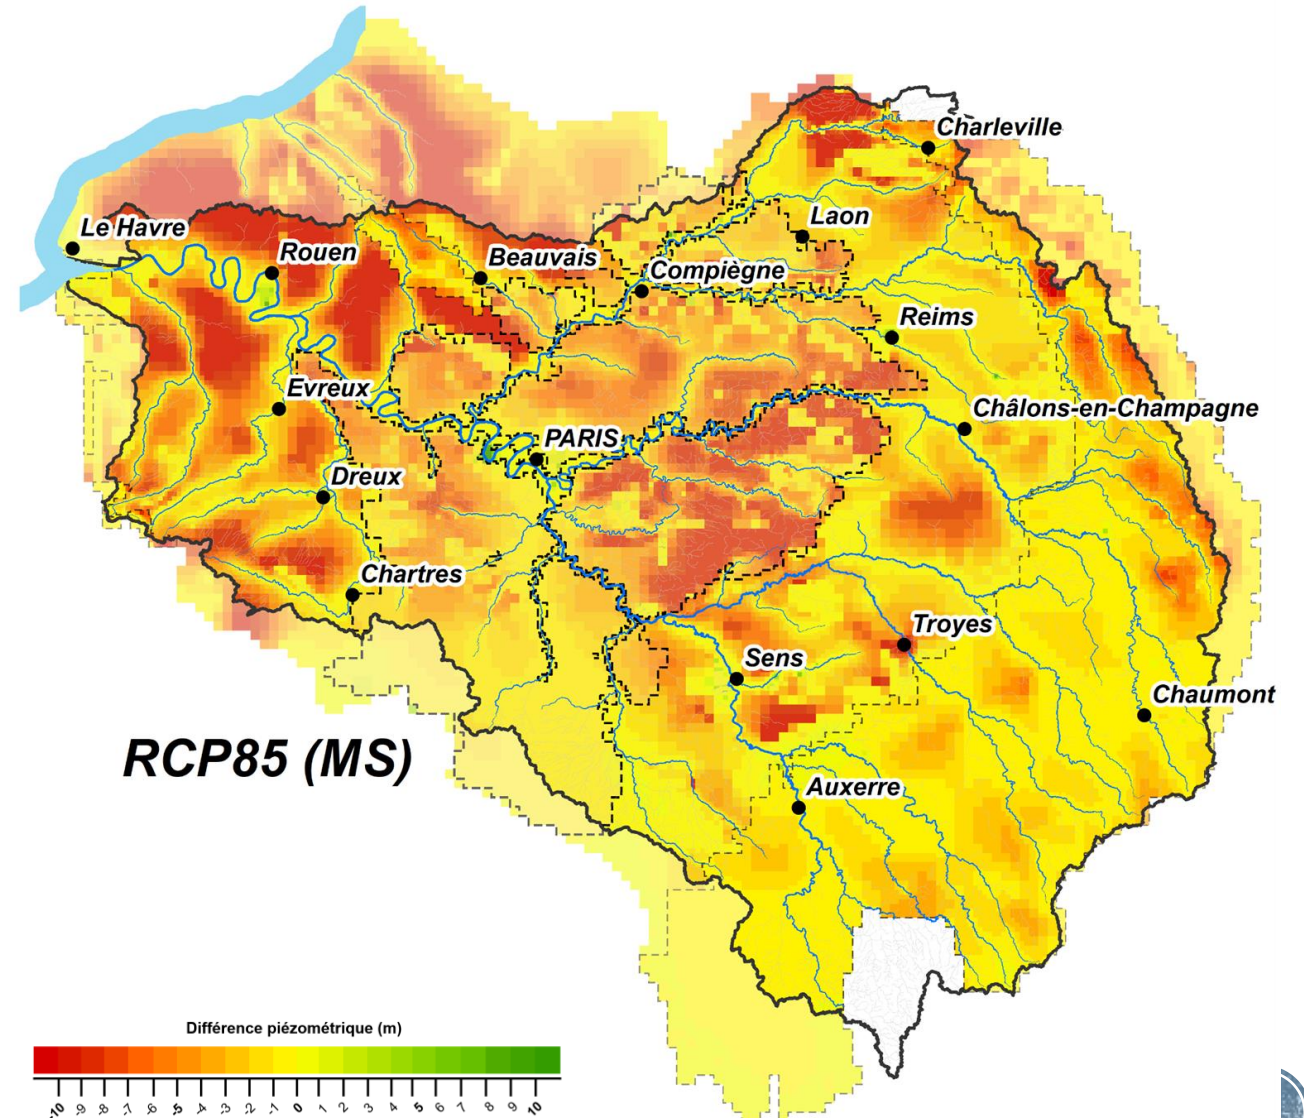 Charleville
Le Havre
Laon
Rouen
Beauvais
Compiègne
Reims
Evreux
Châlons-en-Champagne
PARIS
Dreux
Chartres
Troyes
Sens
Chaumont
RCP85 (MS)
Auxerre
Différence piézométrique (m)
-10 -9 -8 -7 -6 -5 -4 -3 -2 -1 0 1 2 3 4 5 6 7 8 9 10